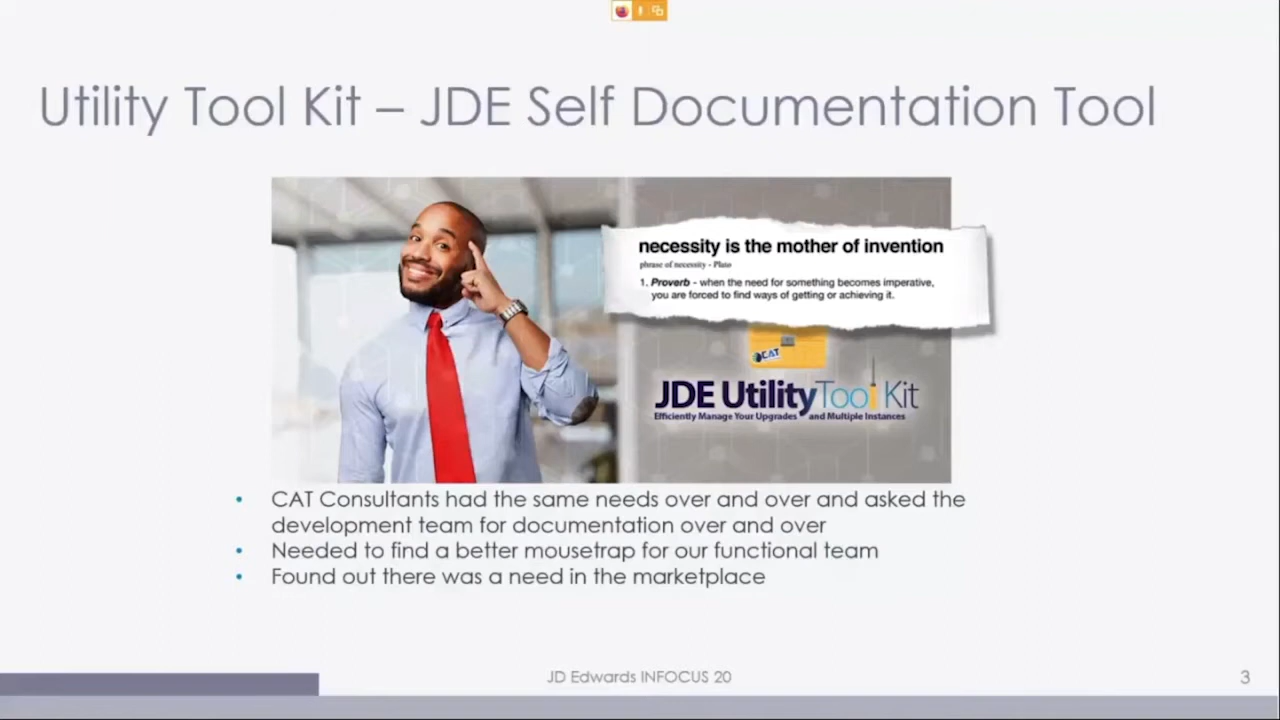 Utility Tool Kit – JDE Self Documentation Tool
necessity is the mother of invention
phrase of necessity - Plato
1. Proverb - when the need for something becomes imperative,
you are forced to find ways of getting or achieving it.
CAT
JDE Utility Tool Kit
Efficiently Manage Your Upgrades and Multiple Instances
• CAT Consultants had the same needs over and over and asked the
development team for documentation over and over
• Needed to find a better mousetrap for our functional team
• Found out there was a need in the marketplace
JD Edwards INFOCUS 20
3